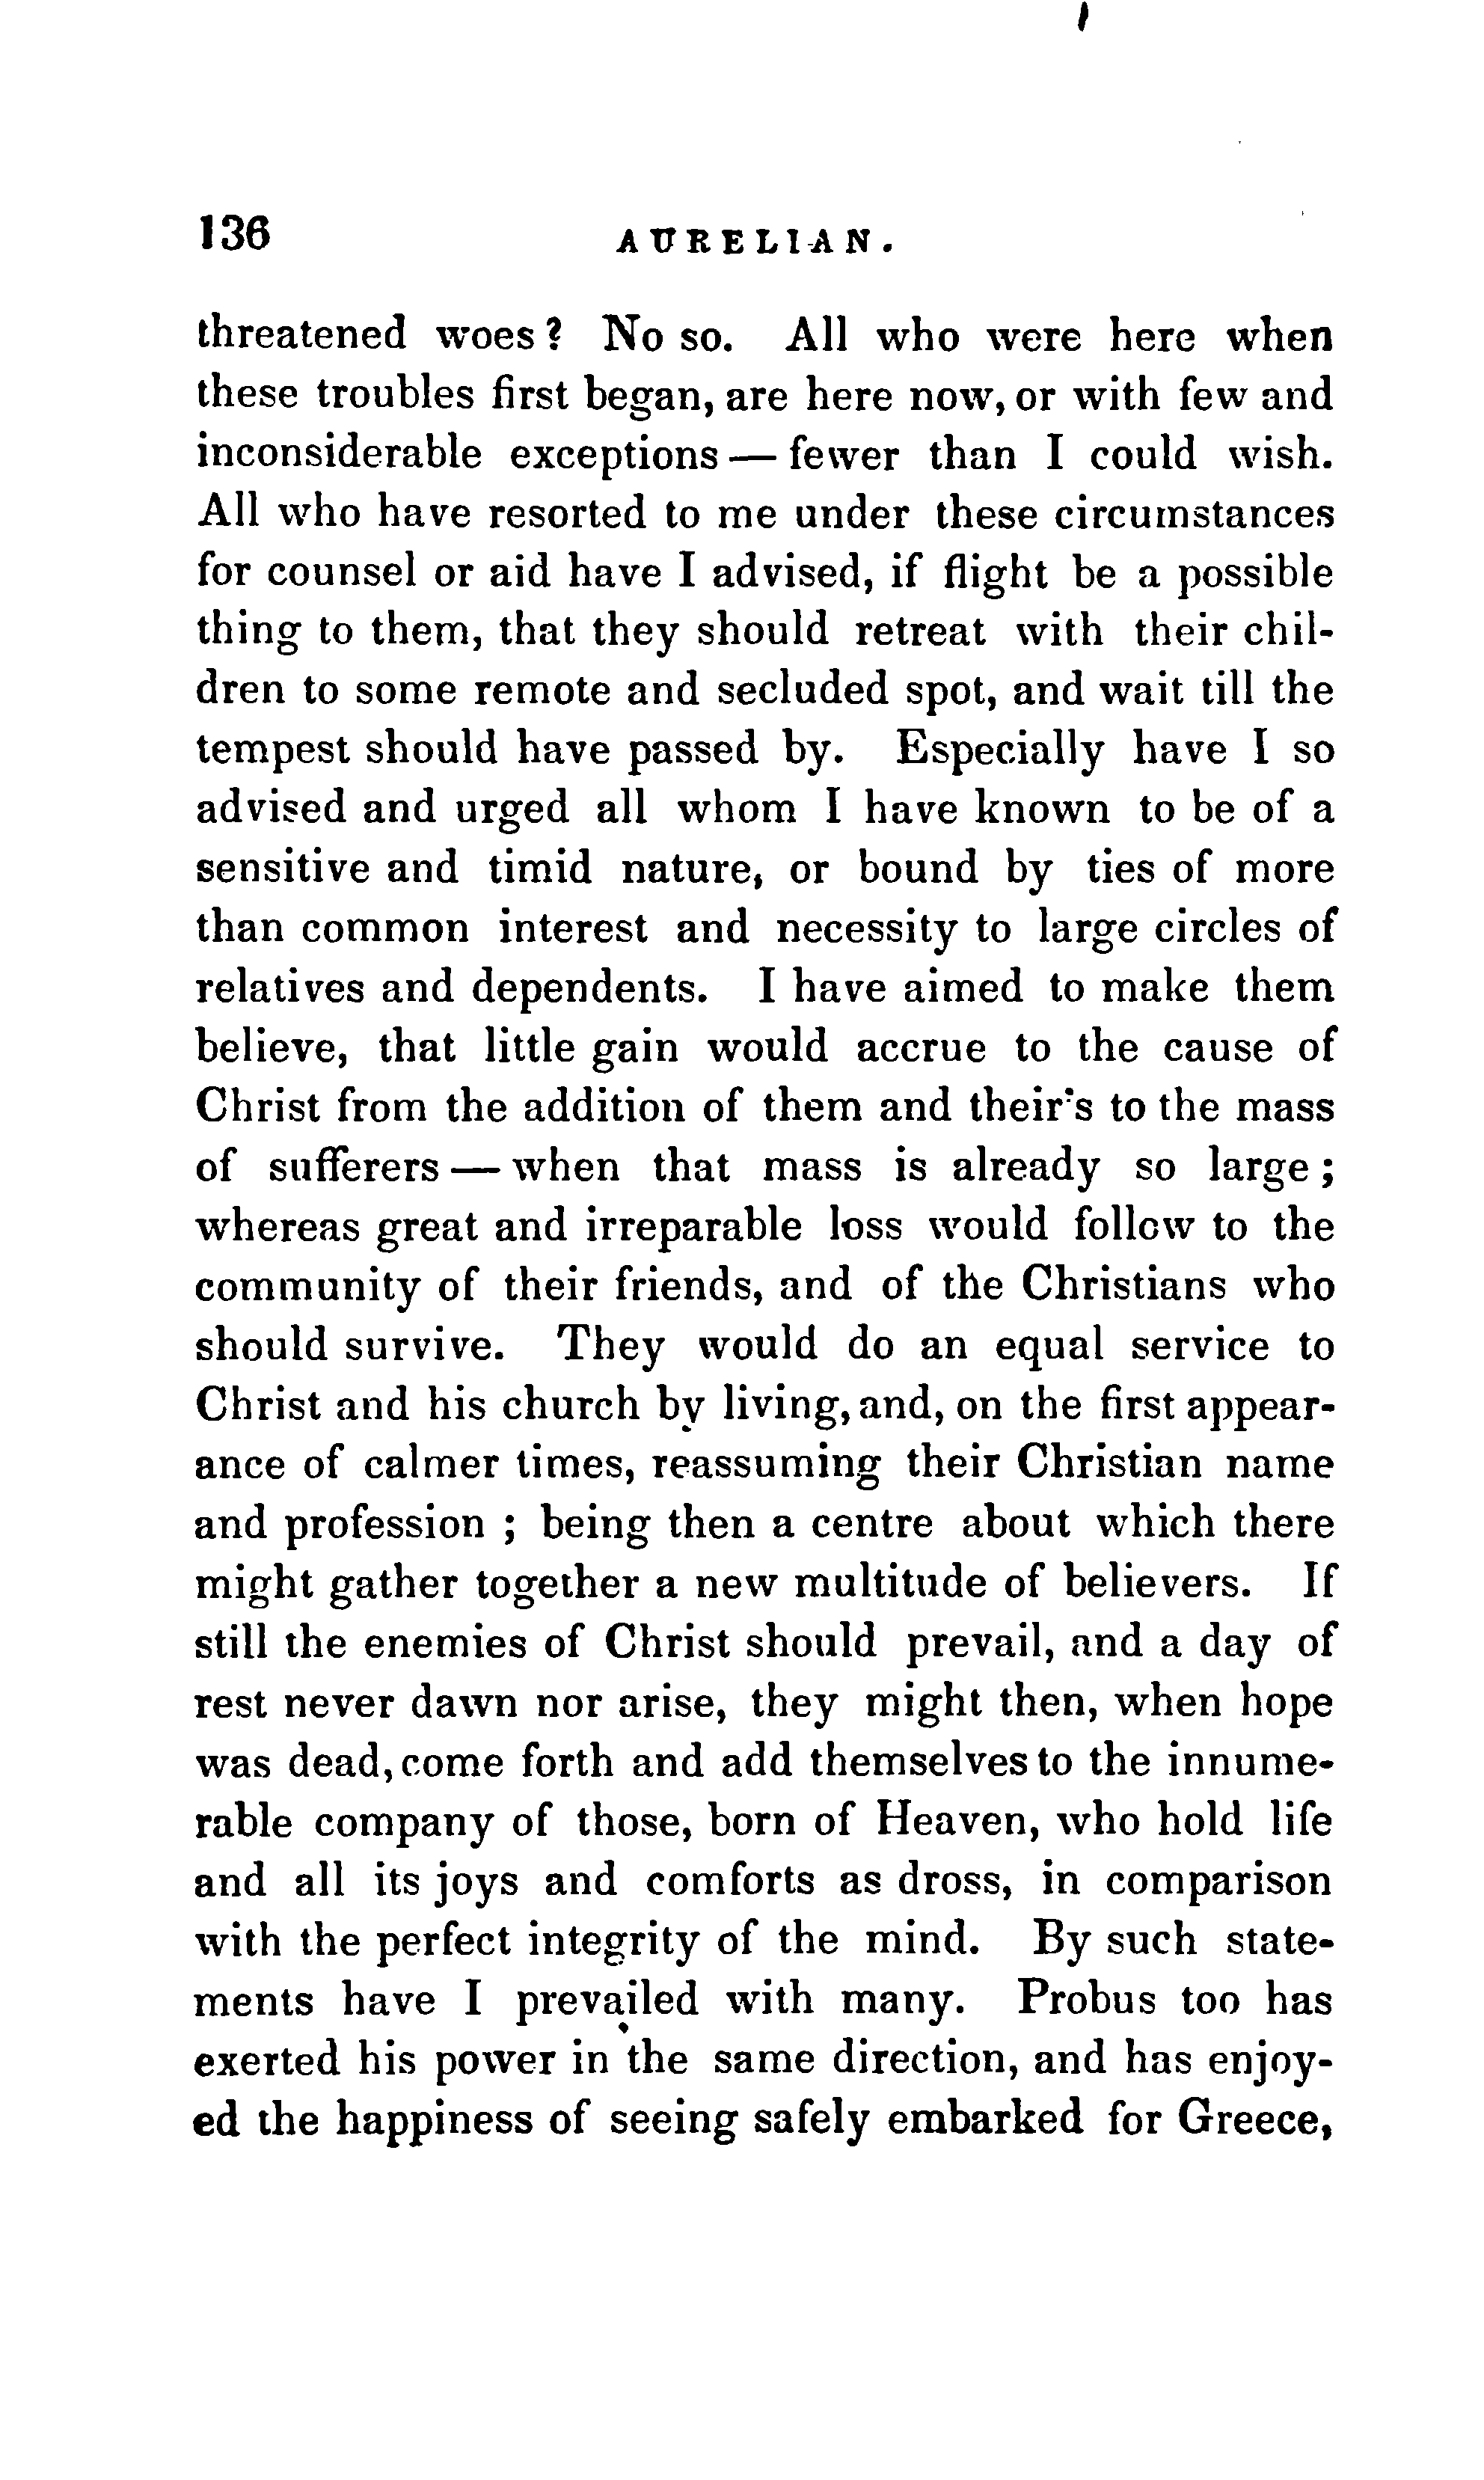 136 AURELIAN.
threatened woes? No so. All who were here when
these troubles first began, are here now, or with few and
inconsiderable exceptions — fewer than I could wish.
All who have resorted to me under these circumstances
for counsel or aid have I advised, if flight be a possible
thing to them, that they should retreat with their chil-
dren to some remote and secluded spot, and wait till the
tempest should have passed by. Especially have I so
advised and urged all whom I have known to be of a
sensitive and timid nature, or bound by ties of more
than common interest and necessity to large circles of
relatives and dependents. I have aimed to make them
believe, that little gain would accrue to the cause of
Christ from the addition of them and their's to the mass
of sufferers — when that mass is already so large;
whereas great and irreparable loss would follow to the
community of their friends, and of the Christians who
should survive. They would do an equal service to
Christ and his church by living, and, on the first appear-
ance of calmer times, reassuming their Christian name
and profession ; being then a centre about which there
might gather together a new multitude of believers. If
still the enemies of Christ should prevail, and a day of
rest never dawn nor arise, they might then, when hope
was dead, come forth and add themselves to the innume-
rable company of those, born of Heaven, who hold life
and all its joys and comforts as dross, in comparison
with the perfect integrity of the mind. By such state-
ments have I prevailed with many. Probus too has
exerted his power in the same direction, and has enjoy-
ed the happiness of seeing safely embarked for Greece,